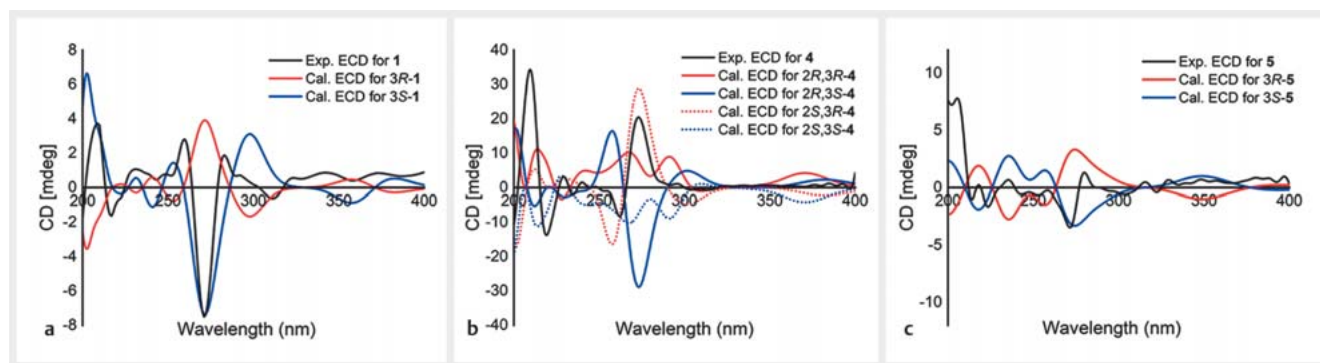 8
6
4
2
0
-2
-4
-6
-8
CD [mdeg]
Exp. ECD for 1
Cal. ECD for 3R-1
Cal. ECD for 3S-1
200 250 300 350 400
a
Wavelength (nm)
40
30
20
10
0
-10
-20
-30
-40
CD [mdeg]
Exp. ECD for 4
Cal. ECD for 2R,3R-4
Cal. ECD for 2R,3S-4
Cal. ECD for 2S,3R-4
Cal. ECD for 2S,3S-4
200 250 300 350 400
b
Wavelength (nm)
10
5
0
-5
-10
CD [mdeg]
Exp. ECD for 5
Cal. ECD for 3R-5
Cal. ECD for 3S-5
200 250 300 350 400
c
Wavelength (nm)